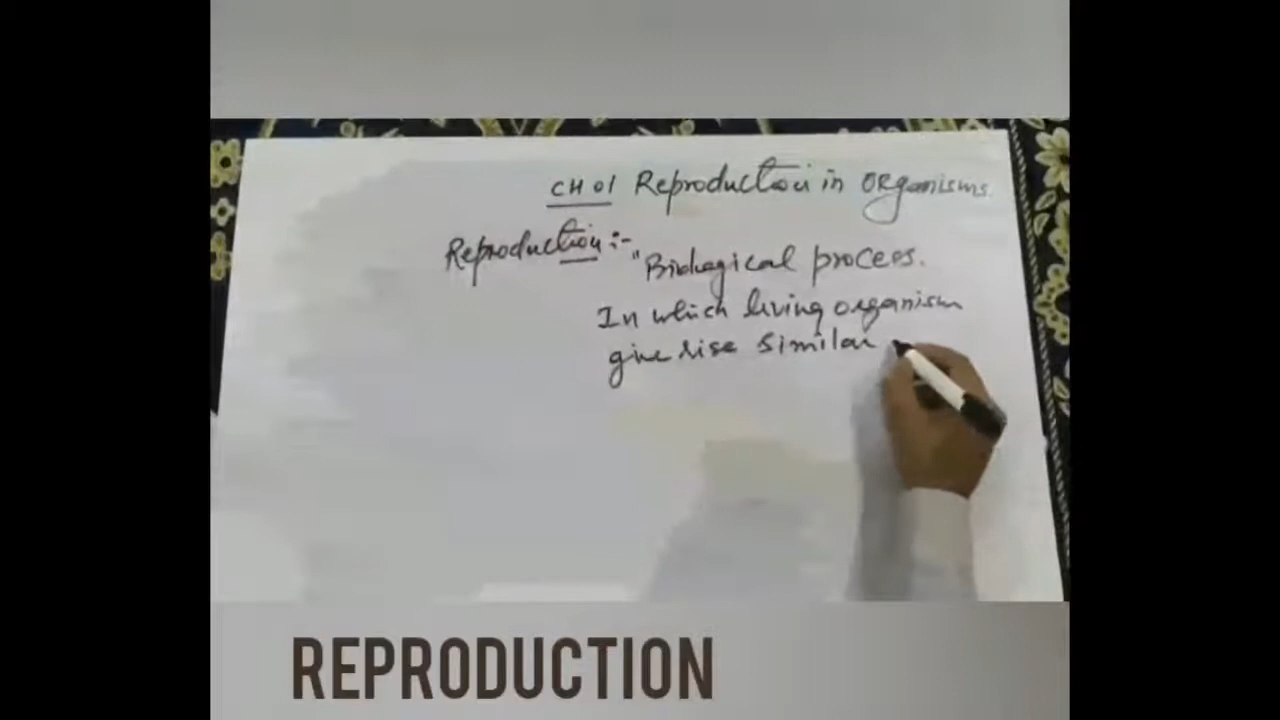 CH 01 Reproduction in Organisms
Reproduction :-
"Biological process.
In which living organism
give rise similar
REPRODUCTION